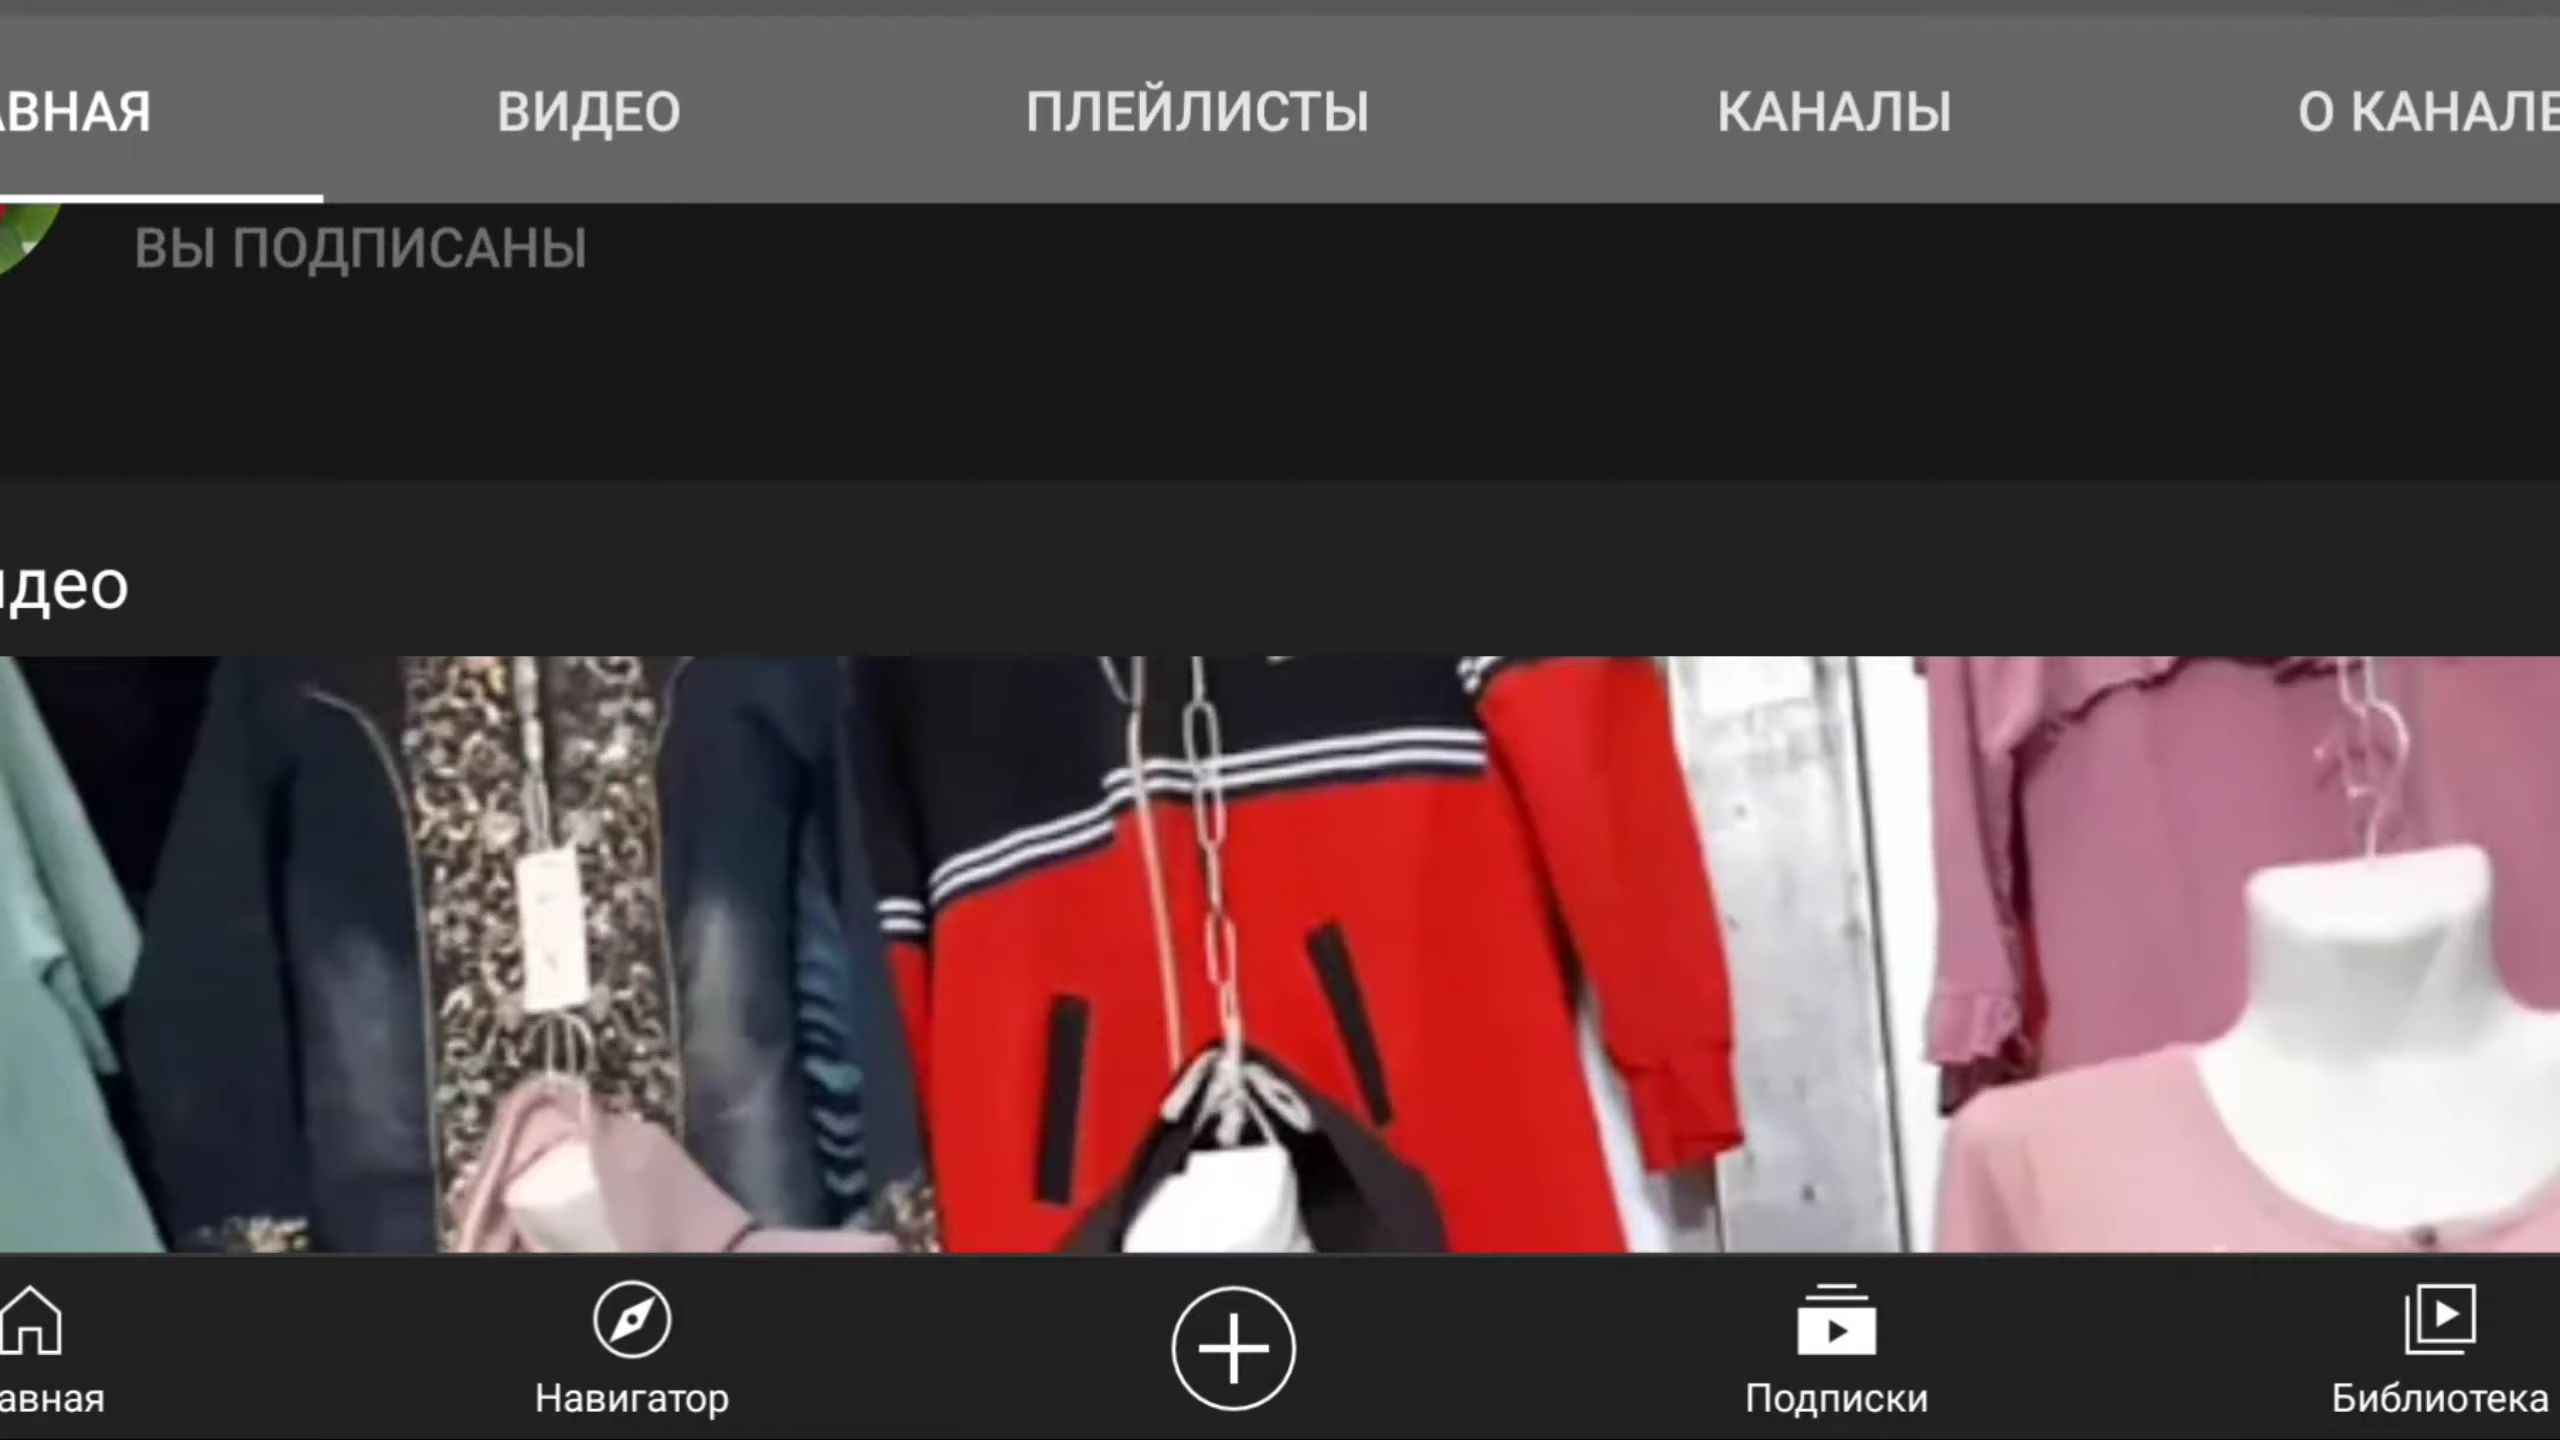 АВНАЯ ВИДЕО ПЛЕЙЛИСТЫ КАНАЛЫ О КАНАЛЕ
ВЫ ПОДПИСАНЫ
идео
авная Навигатор Подписки Библиотека